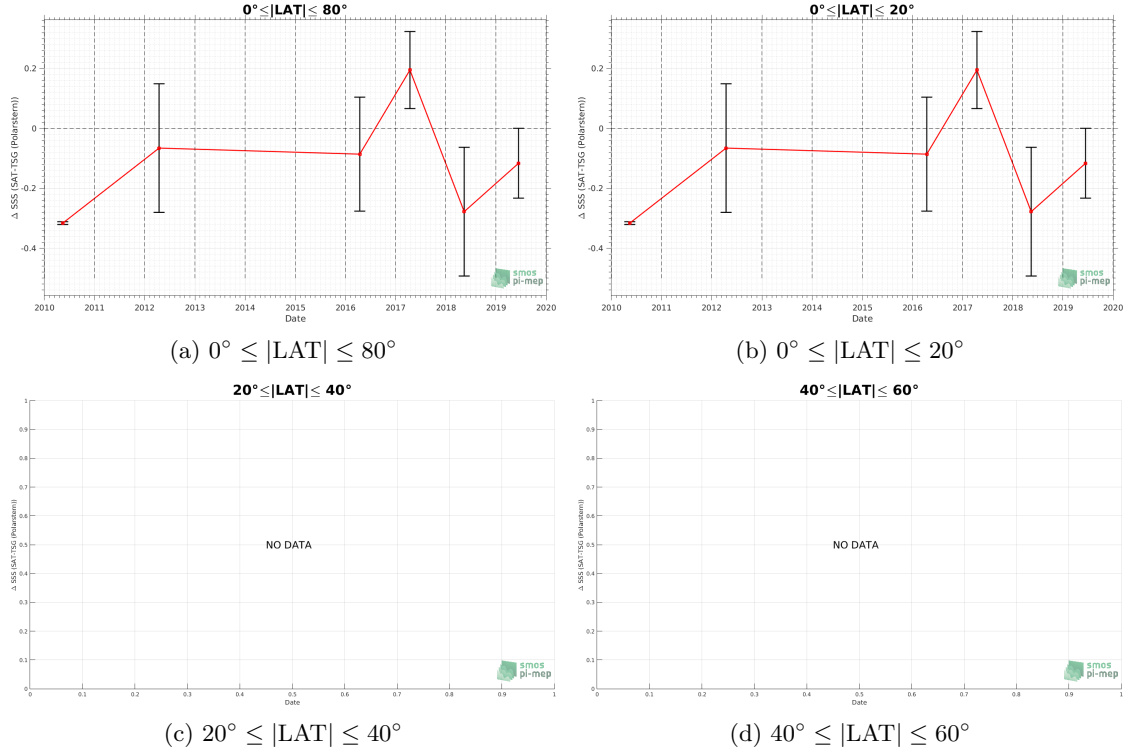 0°≤|LAT|≤ 80°
Δ SSS (SAT-TSG (Polarstern))
0.2
0
-0.2
-0.4
2010 2011 2012 2013 2014 2015 2016 2017 2018 2019 2020
Date
smos
pi-mep
(a) 0° ≤ |LAT| ≤ 80°
0°≤|LAT|≤ 20°
Δ SSS (SAT-TSG (Polarstern))
0.2
0
-0.2
-0.4
2010 2011 2012 2013 2014 2015 2016 2017 2018 2019 2020
Date
smos
pi-mep
(b) 0° ≤ |LAT| ≤ 20°
20°≤|LAT|≤ 40°
Δ SSS (SAT-TSG (Polarstern))
1
0.9
0.8
0.7
0.6
0.5
0.4
0.3
0.2
0.1
0
NO DATA
0 0.1 0.2 0.3 0.4 0.5 0.6 0.7 0.8 0.9 1
Date
smos
pi-mep
(c) 20° ≤ |LAT| ≤ 40°
40°≤|LAT|≤ 60°
Δ SSS (SAT-TSG (Polarstern))
1
0.9
0.8
0.7
0.6
0.5
0.4
0.3
0.2
0.1
0
NO DATA
0 0.1 0.2 0.3 0.4 0.5 0.6 0.7 0.8 0.9 1
Date
smos
pi-mep
(d) 40° ≤ |LAT| ≤ 60°